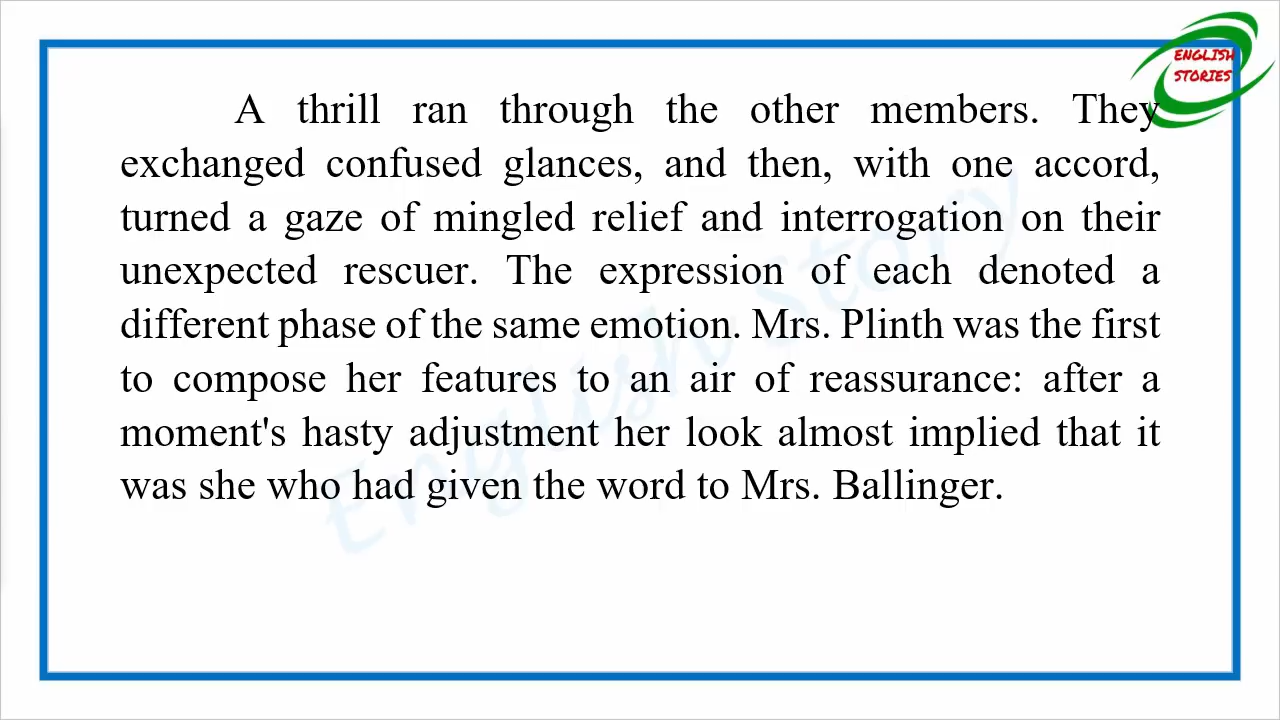 ENGLISH
STORIES
A thrill ran through the other members. They
exchanged confused glances, and then, with one accord,
turned a gaze of mingled relief and interrogation on their
unexpected rescuer. The expression of each denoted a
different phase of the same emotion. Mrs. Plinth was the first
to compose her features to an air of reassurance: after a
moment's hasty adjustment her look almost implied that it
was she who had given the word to Mrs. Ballinger.
English Story